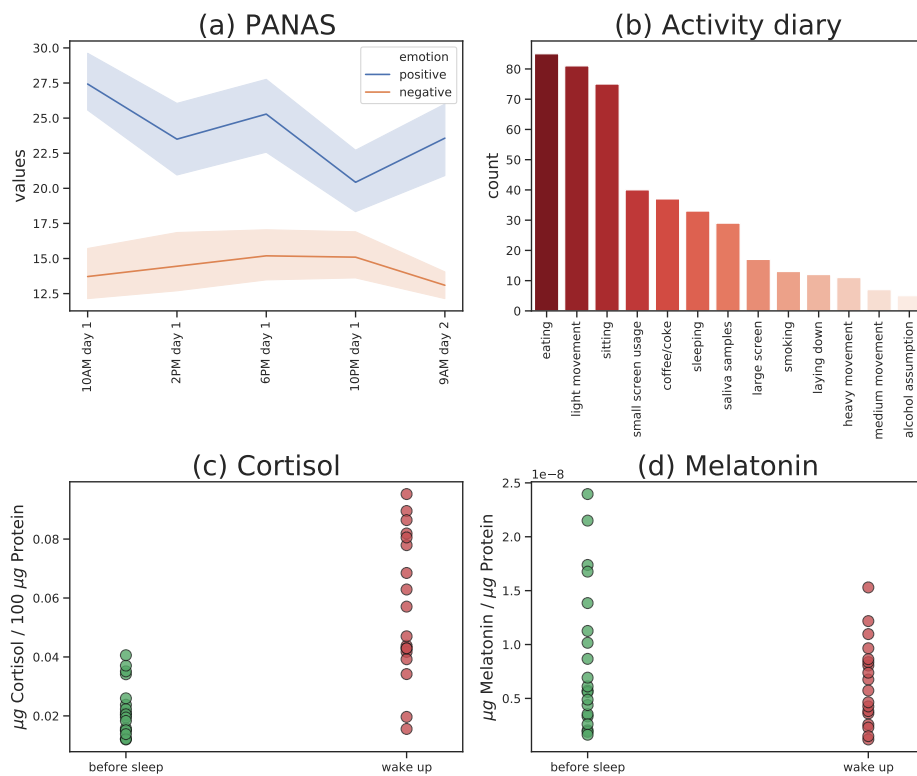 (a) PANAS
30.0
27.5
25.0
22.5
20.0
17.5
15.0
12.5
values
emotion
positive
negative
10AM day 1
2PM day 1
6PM day 1
10PM day 1
9AM day 2
(b) Activity diary
80
70
60
50
40
30
20
10
0
count
eating
light movement
sitting
small screen usage
coffee/coke
sleeping
saliva samples
large screen
smoking
laying down
heavy movement
medium movement
alcohol assumption
(c) Cortisol
0.08
0.06
0.04
0.02
µg Cortisol / 100 µg Protein
before sleep
wake up
(d) Melatonin
1e−8
2.5
2.0
1.5
1.0
0.5
µg Melatonin / µg Protein
before sleep
wake up